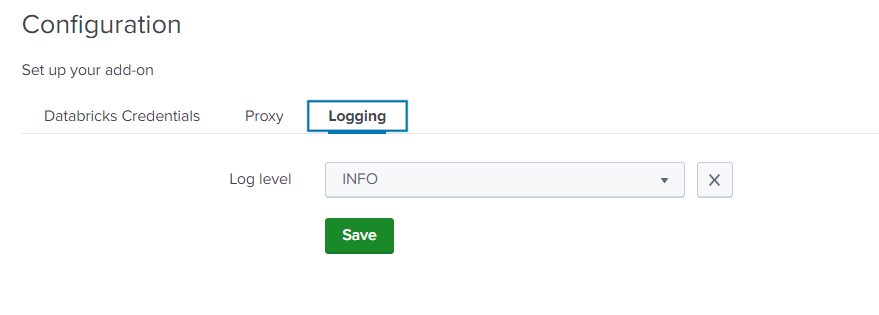 Configuration
Set up your add-on
Databricks Credentials Proxy Logging
Log level INFO
Save